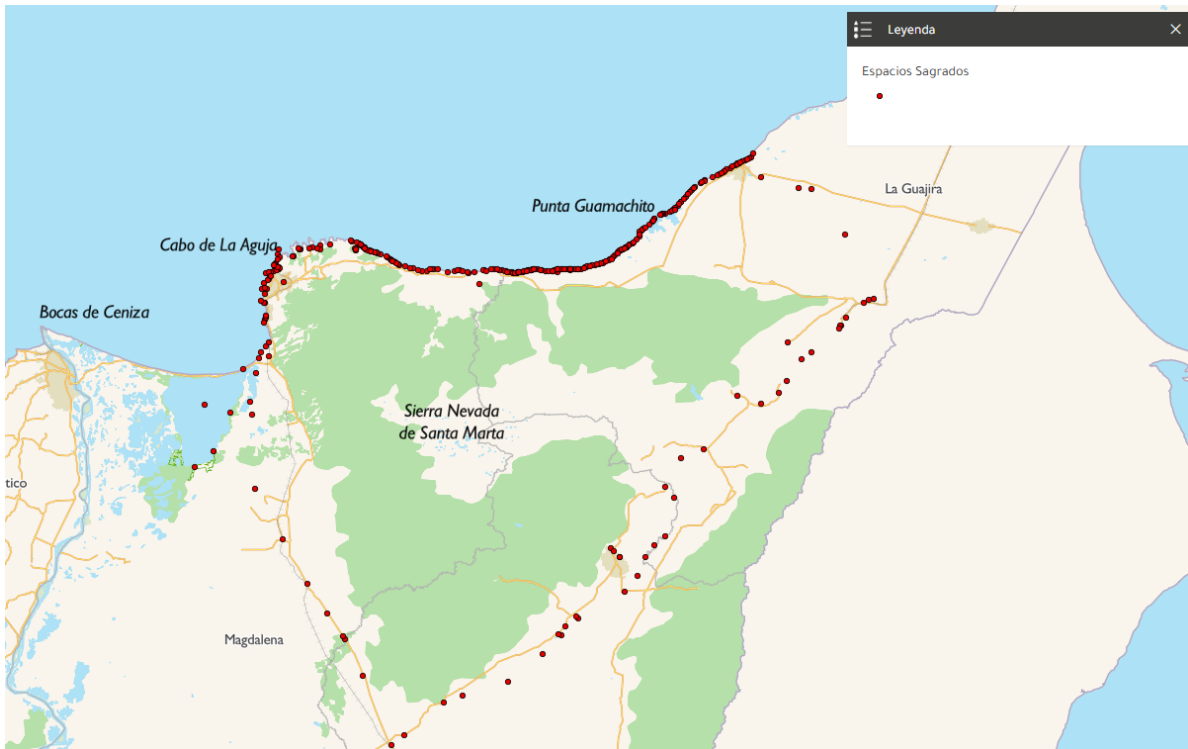 Leyenda
Espacios Sagrados
La Guajira
Punta Guamachito
Cabo de La Aguja
Bocas de Ceniza
Sierra Nevada
de Santa Marta
tico
Magdalena